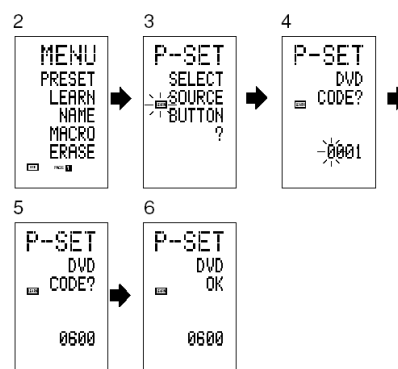 2
MENU
PRESET
LEARN
NAME
MACRO
ERASE
3
P-SET
SELECT
SOURCE
BUTTON
?
4
P-SET
DVD
CODE?
0001
5
P-SET
DVD
CODE?
0600
6
P-SET
DVD
OK
0600